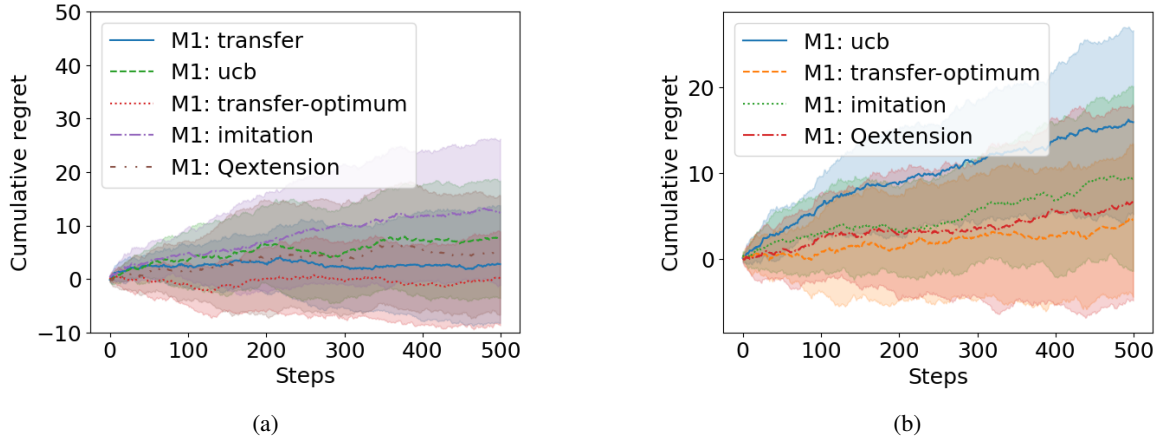 50
40
30
20
10
0
−10
Cumulative regret
M1: transfer
M1: ucb
M1: transfer-optimum
M1: imitation
M1: Qextension
0 100 200 300 400 500
Steps
(a)
20
10
0
Cumulative regret
M1: ucb
M1: transfer-optimum
M1: imitation
M1: Qextension
0 100 200 300 400 500
Steps
(b)